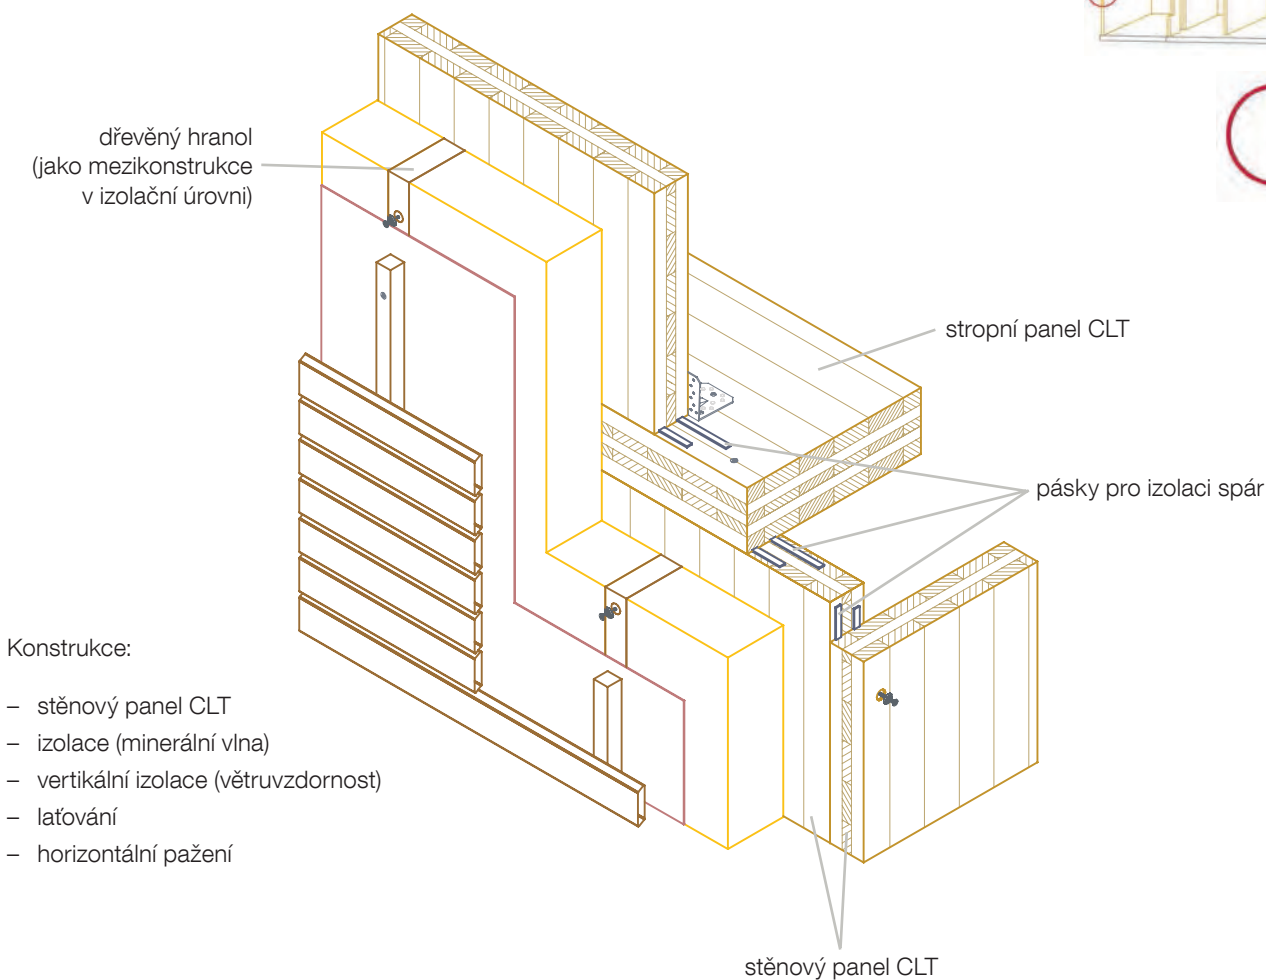 dřevěný hranol
(jako mezikonstrukce
v izolační úrovni)
stropní panel CLT
pásky pro izolaci spár
Konstrukce:
– stěnový panel CLT
– izolace (minerální vlna)
– vertikální izolace (větruvzdornost)
– laťování
– horizontální pažení
stěnový panel CLT